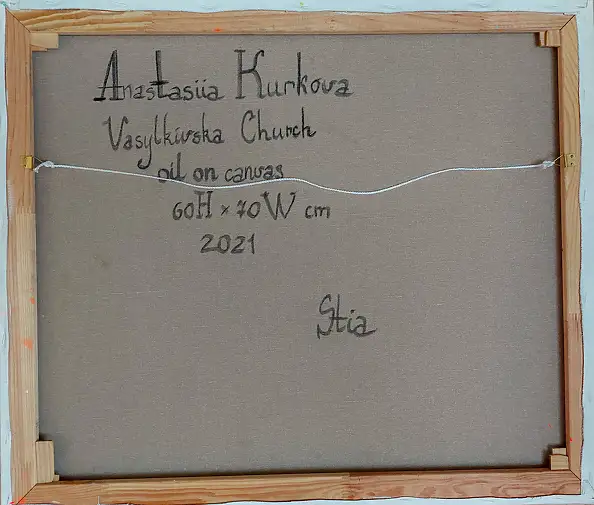 Anastasiia Kurkova
Vasylkivska Church
oil on canvas
60H × 70W cm
2021
Stia